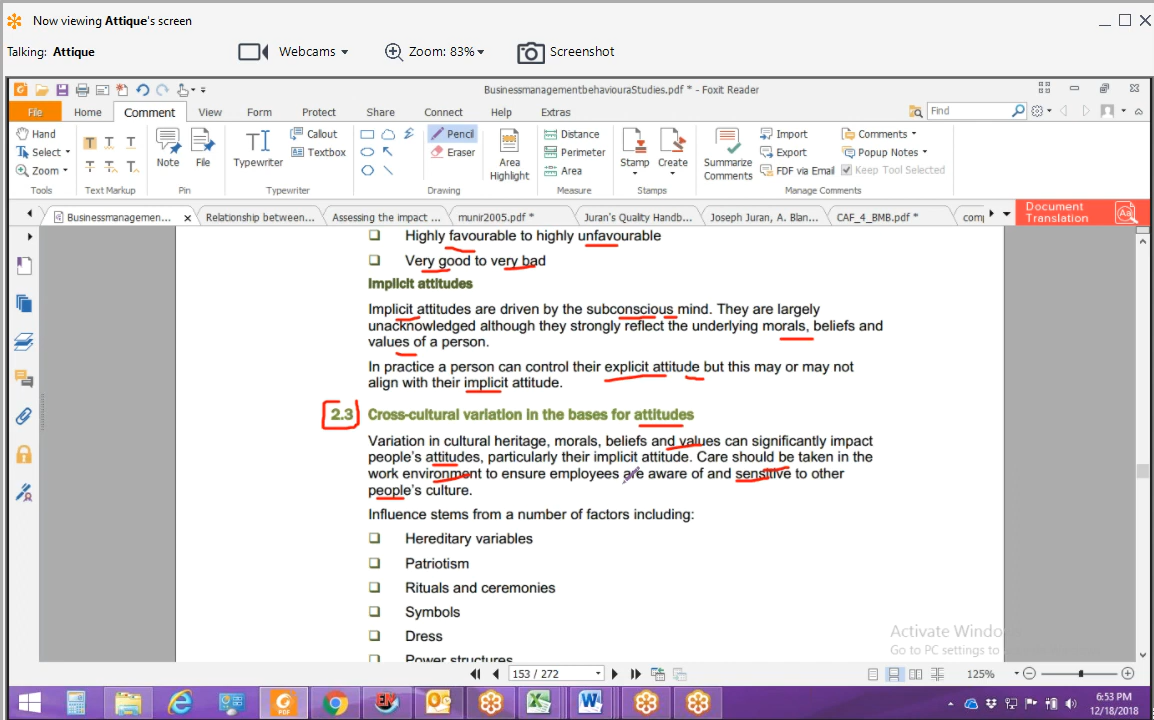 Now viewing Attique's screen
Talking: Attique
Webcams
Zoom: 83%
Screenshot
BusinessmanagementbehaviouraStudies.pdf * - Foxit Reader
File Home Comment View Form Protect Share Connect Help Extras
Find
Hand
Select
Zoom
Tools
Text Markup
Note
File
Pin
Typewriter
Callout
Textbox
Typewriter
Pencil
Eraser
Area
Highlight
Drawing
Distance
Perimeter
Area
Measure
Stamp
Create
Stamps
Summarize
Comments
Import
Export
FDF via Email
Comments
Popup Notes
Keep Tool Selected
Manage Comments
Businessmanagemen...
Relationship between...
Assessing the impact ...
munir2005.pdf *
Juran's Quality Handb...
Joseph Juran, A. Blan...
CAF_4_BMB.pdf *
com
Document
Translation
Highly favourable to highly unfavourable
Very good to very bad
Implicit attitudes
Implicit attitudes are driven by the subconscious mind. They are largely
unacknowledged although they strongly reflect the underlying morals, beliefs and
values of a person.
In practice a person can control their explicit attitude but this may or may not
align with their implicit attitude.
2.3 Cross-cultural variation in the bases for attitudes
Variation in cultural heritage, morals, beliefs and values can significantly impact
people's attitudes, particularly their implicit attitude. Care should be taken in the
work environment to ensure employees are aware of and sensitive to other
people's culture.
Influence stems from a number of factors including:
Hereditary variables
Patriotism
Rituals and ceremonies
Symbols
Dress
Power structures
Activate Windo
Go to PC settings to
153 / 272
125%
6:53 PM
12/18/2018